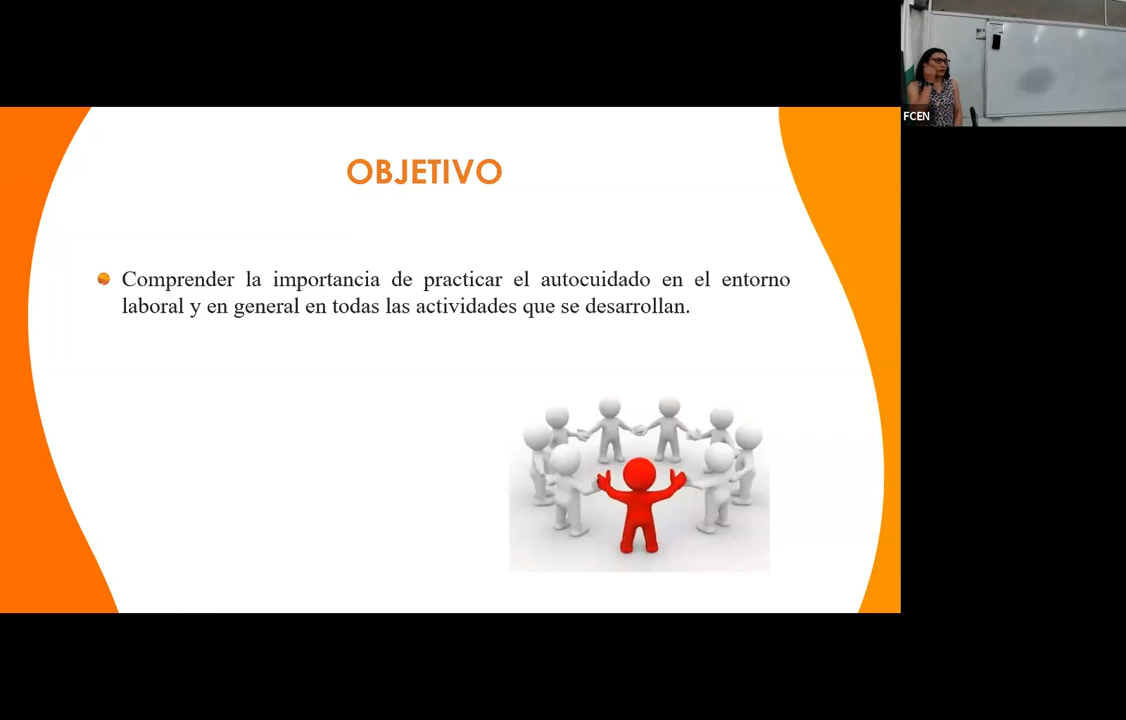 OBJETIVO
Comprender la importancia de practicar el autocuidado en el entorno
laboral y en general en todas las actividades que se desarrollan.
FCEN